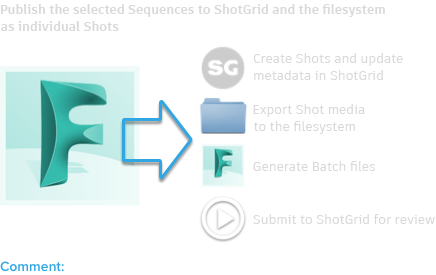 Publish the selected Sequences to ShotGrid and the filesystem
as individual Shots
SG
Create Shots and update
metadata in ShotGrid
Export Shot media
to the filesystem
Generate Batch files
Submit to ShotGrid for review
Comment: